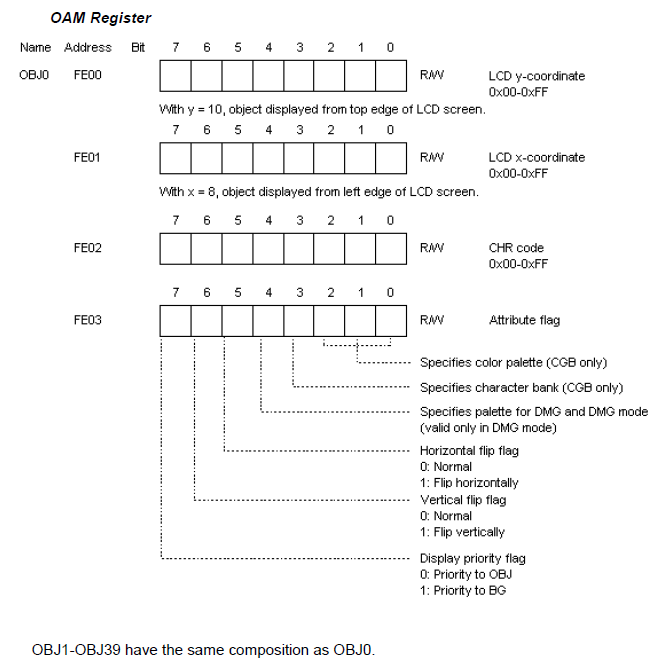 OAM Register
Name Address Bit 7 6 5 4 3 2 1 0
OBJ0 FE00 R/W LCD y-coordinate
0x00-0xFF
With y = 10, object displayed from top edge of LCD screen.
7 6 5 4 3 2 1 0
FE01 R/W LCD x-coordinate
0x00-0xFF
With x = 8, object displayed from left edge of LCD screen.
7 6 5 4 3 2 1 0
FE02 R/W CHR code
0x00-0xFF
7 6 5 4 3 2 1 0
FE03 R/W Attribute flag
Specifies color palette (CGB only)
Specifies character bank (CGB only)
Specifies palette for DMG and DMG mode
(valid only in DMG mode)
Horizontal flip flag
0: Normal
1: Flip horizontally
Vertical flip flag
0: Normal
1: Flip vertically
Display priority flag
0: Priority to OBJ
1: Priority to BG
OBJ1-OBJ39 have the same composition as OBJ0.